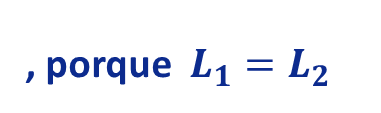 , porque L₁ = L₂